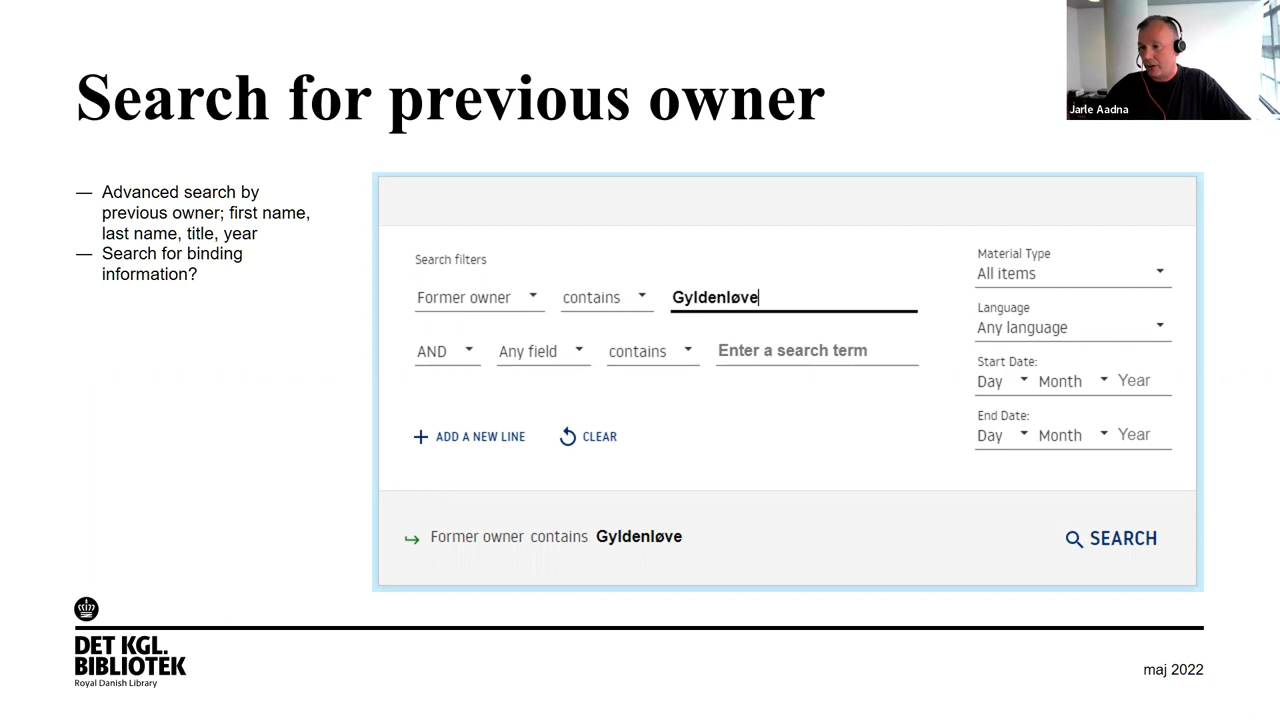 Search for previous owner
Jarle Aadna
— Advanced search by
previous owner; first name,
last name, title, year
— Search for binding
information?
Search filters
Former owner contains Gyldenløve
AND Any field contains Enter a search term
ADD A NEW LINE CLEAR
Material Type
All items
Language
Any language
Start Date:
Day Month Year
End Date:
Day Month Year
Former owner contains Gyldenløve
SEARCH
DET KGL.
BIBLIOTEK
Royal Danish Library
maj 2022